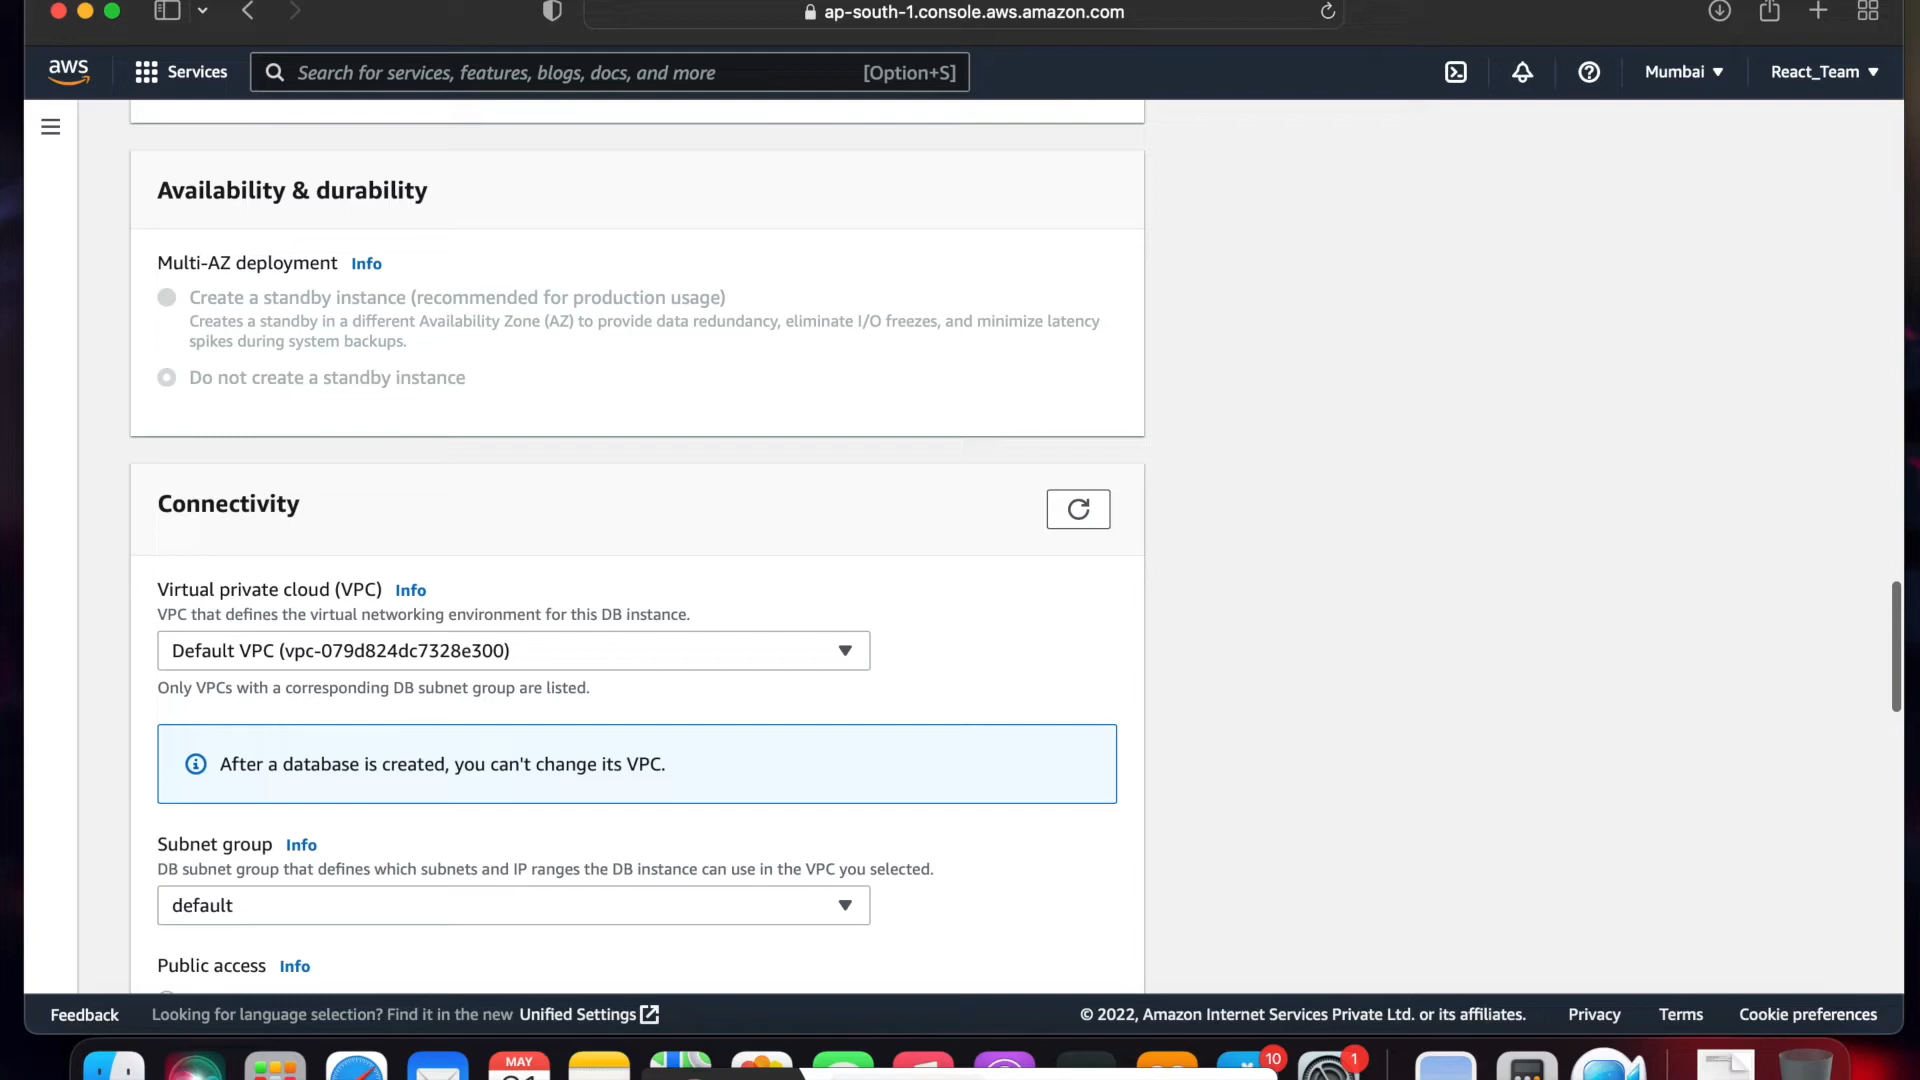 ap-south-1.console.aws.amazon.com
aws
Services
Search for services, features, blogs, docs, and more
[Option+S]
Mumbai
React_Team
Availability & durability
Multi-AZ deployment Info
Create a standby instance (recommended for production usage)
Creates a standby in a different Availability Zone (AZ) to provide data redundancy, eliminate I/O freezes, and minimize latency
spikes during system backups.
Do not create a standby instance
Connectivity
Virtual private cloud (VPC) Info
VPC that defines the virtual networking environment for this DB instance.
Default VPC (vpc-079d824dc7328e300)
Only VPCs with a corresponding DB subnet group are listed.
After a database is created, you can't change its VPC.
Subnet group Info
DB subnet group that defines which subnets and IP ranges the DB instance can use in the VPC you selected.
default
Public access Info
Feedback
Looking for language selection? Find it in the new Unified Settings
© 2022, Amazon Internet Services Private Ltd. or its affiliates.
Privacy
Terms
Cookie preferences
MAY
10
1